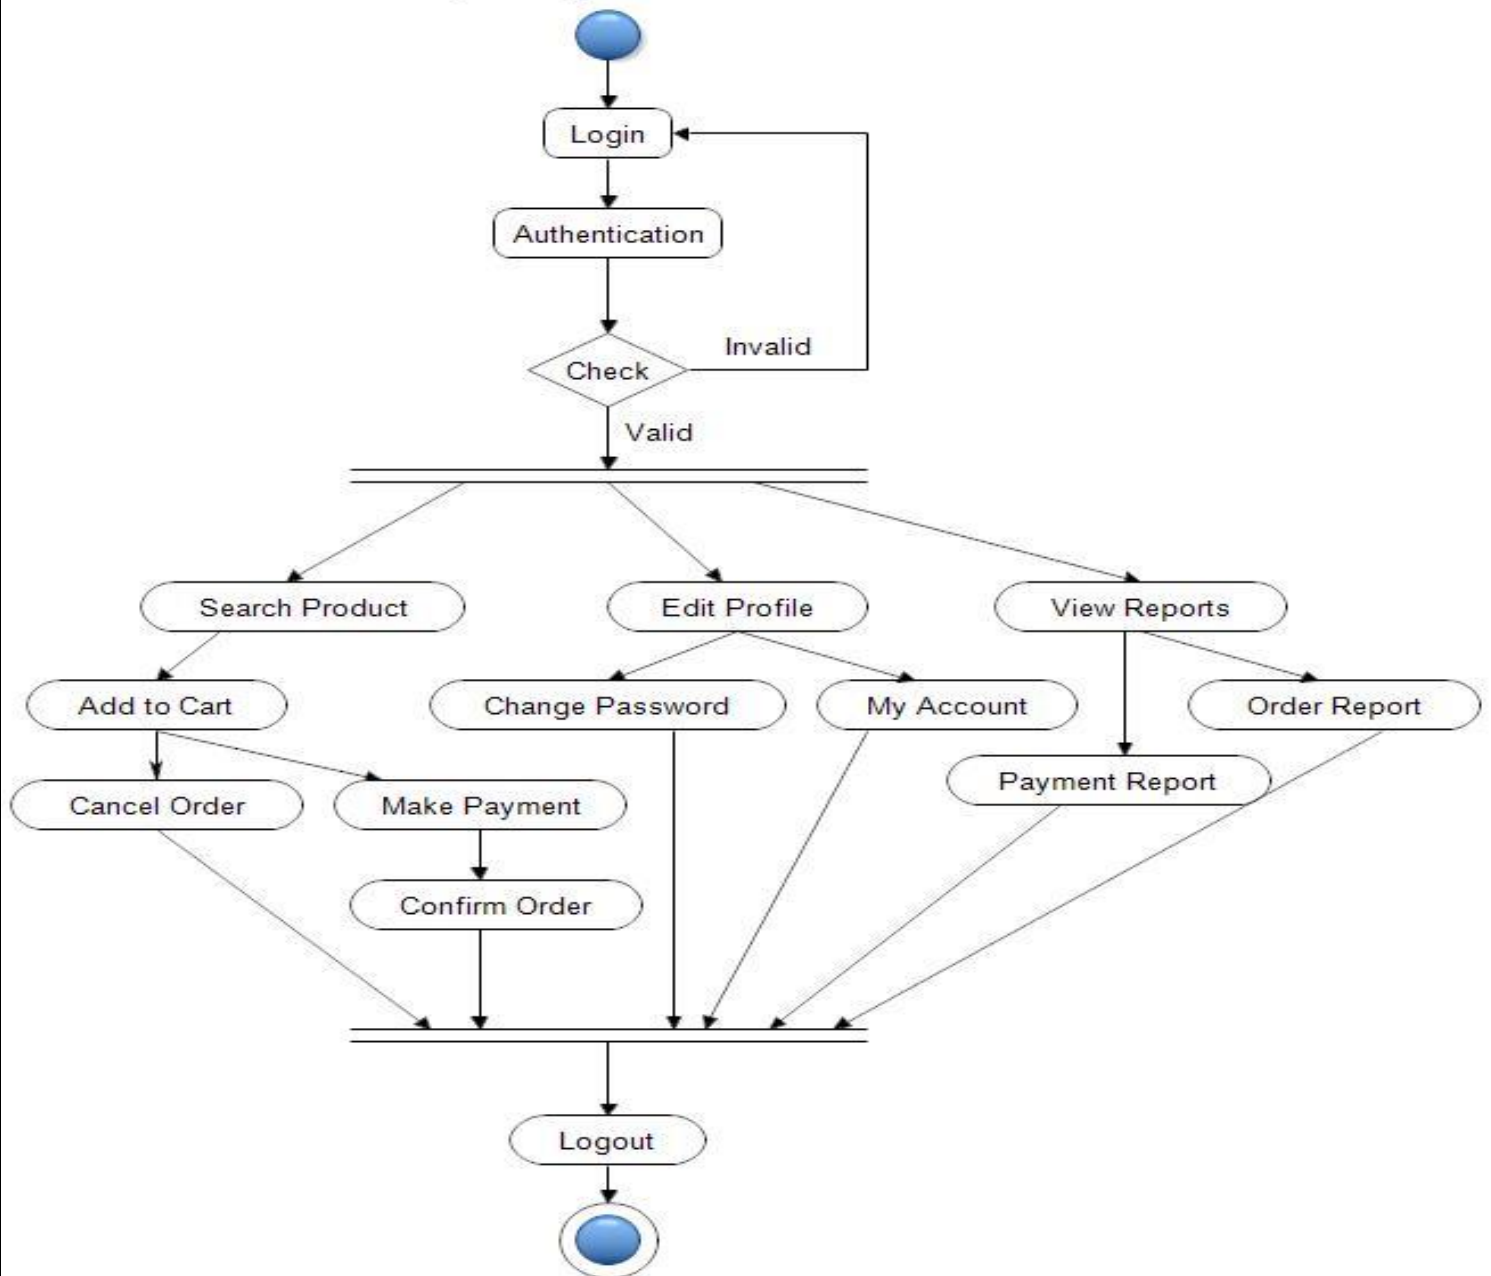 Login
Authentication
Invalid
Check
Valid
Search Product
Edit Profile
View Reports
Add to Cart
Change Password
My Account
Order Report
Payment Report
Cancel Order
Make Payment
Confirm Order
Logout